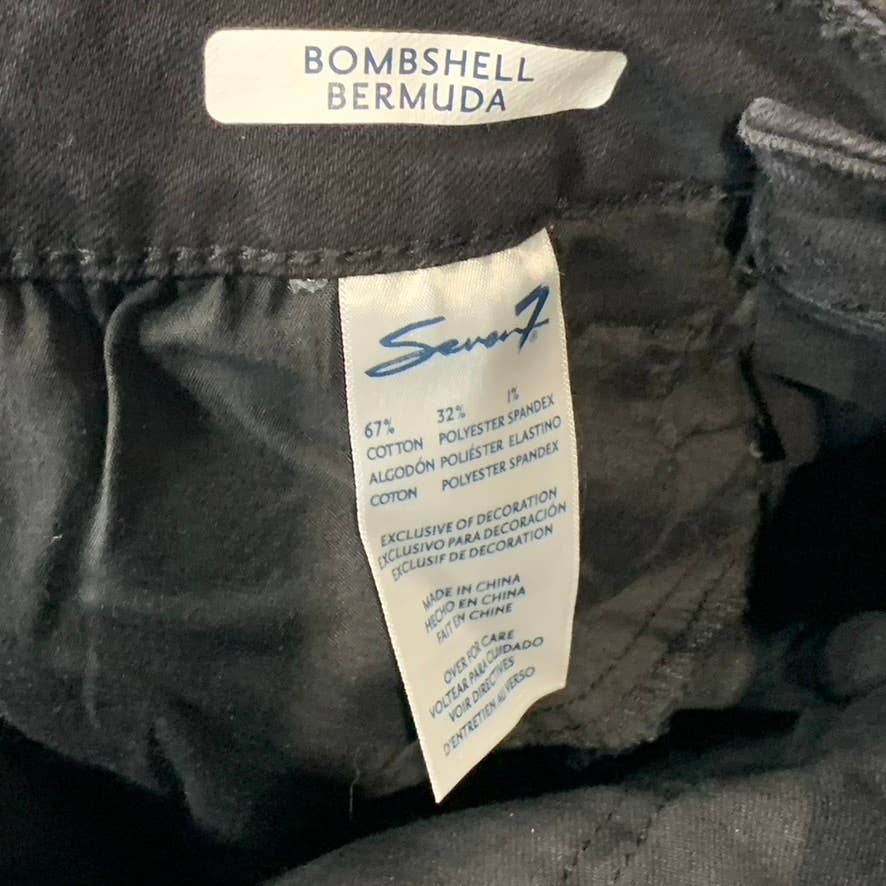 BOMBSHELL
BERMUDA
Seven7®
67% 32% 1%
COTTON POLYESTER SPANDEX
ALGODÓN POLIÉSTER ELASTINO
COTON POLYESTER SPANDEX
EXCLUSIVE OF DECORATION
EXCLUSIVO PARA DECORACIÓN
EXCLUSIF DE DECORATION
MADE IN CHINA
HECHO EN CHINA
FAIT EN CHINE
OVER FOR CARE
VOLTEAR PARA CUIDADO
VOIR DIRECTIVES
D'ENTRETIEN AU VERSO